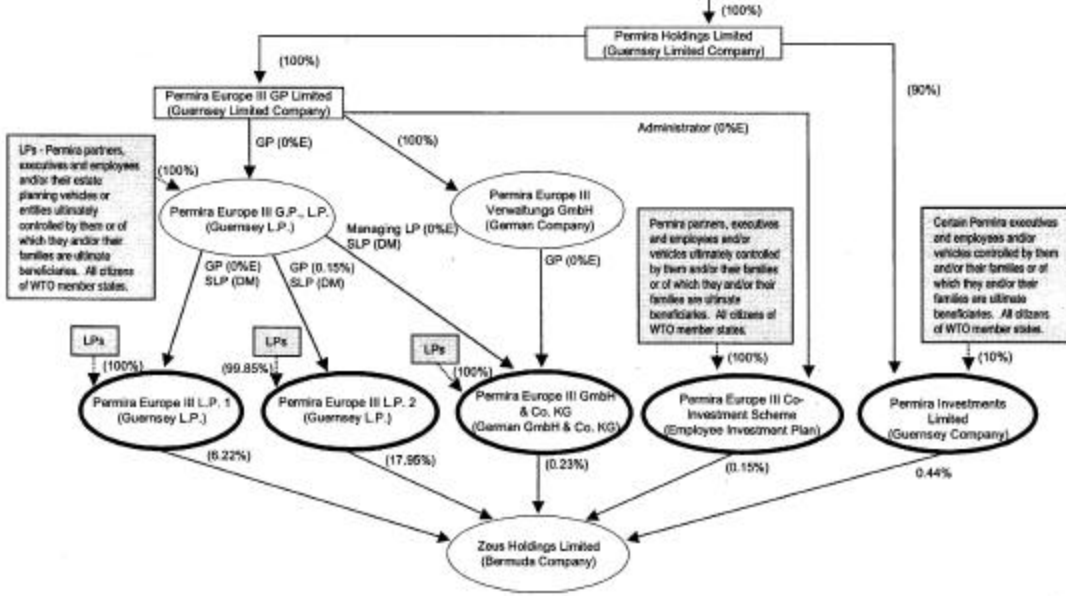 (100%)
Permira Holdings Limited
(Guernsey Limited Company)
(100%)
(90%)
Permira Europe III GP Limited
(Guernsey Limited Company)
Administrator (0%E)
GP (0%E)
(100%)
LPs - Permira partners,
executives and employees
and/or their estate
planning vehicles or
entities ultimately
controlled by them or of
which they and/or their
families are ultimate
beneficiaries. All citizens
of WTO member states.
(100%)
Permira Europe III G.P., L.P.
(Guernsey L.P.)
Permira Europe III
Verwaltungs GmbH
(German Company)
Managing LP (0%E)
SLP (DM)
Permira partners, executives
and employees and/or
vehicles ultimately controlled
by them and/or their families
or of which they and/or their
families are ultimate
beneficiaries. All citizens of
WTO member states.
Certain Permira executives
and employees and/or
vehicles controlled by them
and/or their families or of
which they and/or their
families are ultimate
beneficiaries. All citizens
of WTO member states.
GP (0%E)
SLP (DM)
GP (0.15%)
SLP (DM)
GP (0%E)
LPs
(100%)
LPs
(99.85%)
LPs
(100%)
(100%)
(10%)
Permira Europe III L.P. 1
(Guernsey L.P.)
Permira Europe III L.P. 2
(Guernsey L.P.)
Permira Europe III GmbH
& Co. KG
(German GmbH & Co. KG)
Permira Europe III Co-
Investment Scheme
(Employee Investment Plan)
Permira Investments
Limited
(Guernsey Company)
(6.22%)
(17.95%)
(0.23%)
(0.15%)
0.44%
Zeus Holdings Limited
(Bermuda Company)